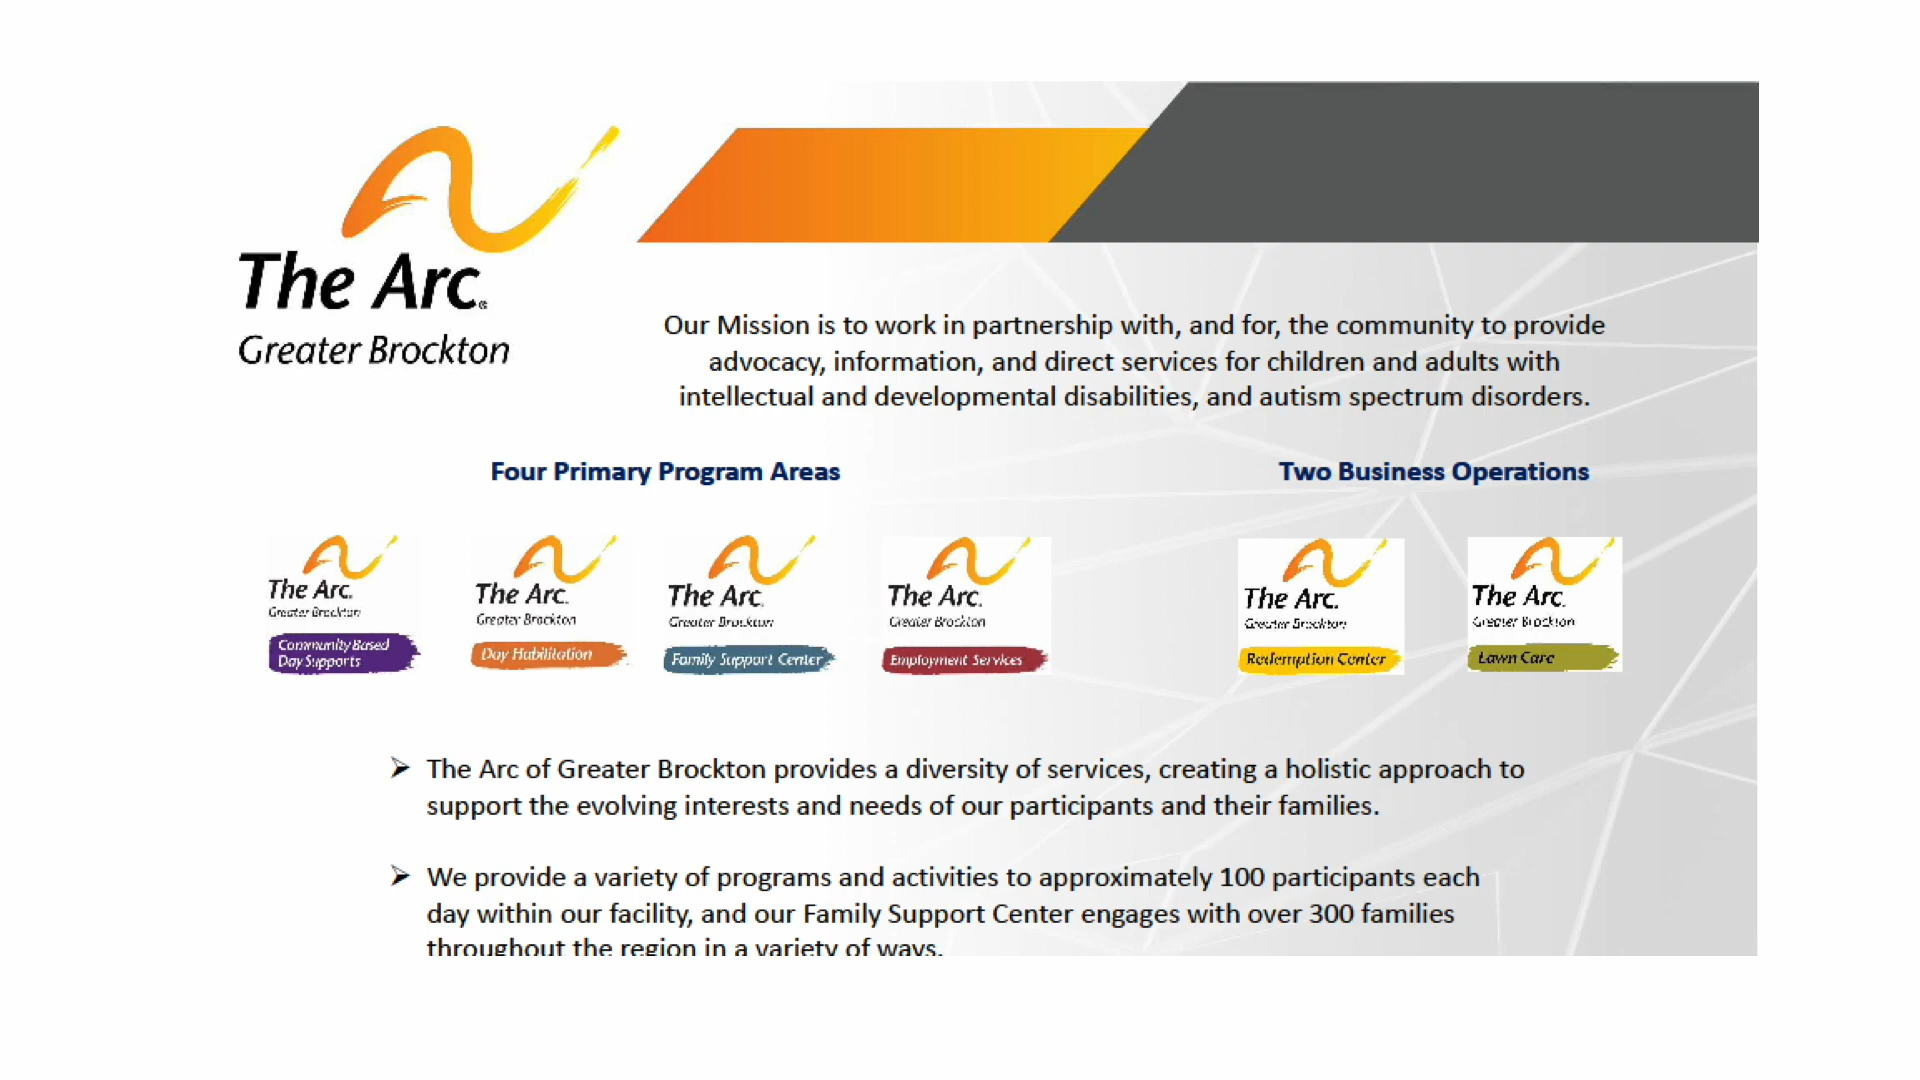 The Arc®
Greater Brockton
Our Mission is to work in partnership with, and for, the community to provide
advocacy, information, and direct services for children and adults with
intellectual and developmental disabilities, and autism spectrum disorders.
Four Primary Program Areas
Two Business Operations
The Arc.
Greater Brockton
Community Based
Day Supports
The Arc.
Greater Brockton
Day Habilitation
The Arc.
Greater Brockton
Family Support Center
The Arc.
Greater Brockton
Employment Services
The Arc.
Greater Brockton
Redemption Center
The Arc.
Greater Brockton
Lawn Care
➢ The Arc of Greater Brockton provides a diversity of services, creating a holistic approach to
support the evolving interests and needs of our participants and their families.
➢ We provide a variety of programs and activities to approximately 100 participants each
day within our facility, and our Family Support Center engages with over 300 families
throughout the region in a variety of ways.